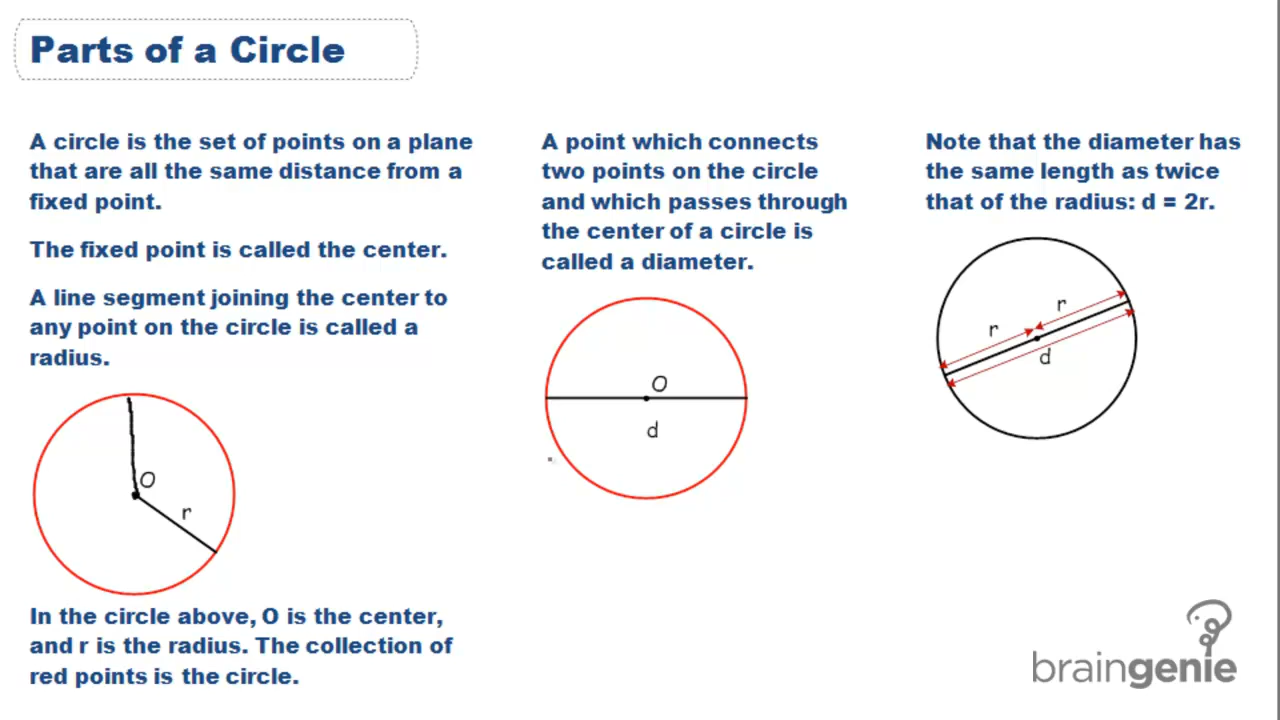 Parts of a Circle
A circle is the set of points on a plane
that are all the same distance from a
fixed point.
The fixed point is called the center.
A line segment joining the center to
any point on the circle is called a
radius.
O
r
In the circle above, O is the center,
and r is the radius. The collection of
red points is the circle.
A point which connects
two points on the circle
and which passes through
the center of a circle is
called a diameter.
O
d
Note that the diameter has
the same length as twice
that of the radius: d = 2r.
r
r
d
braingenie